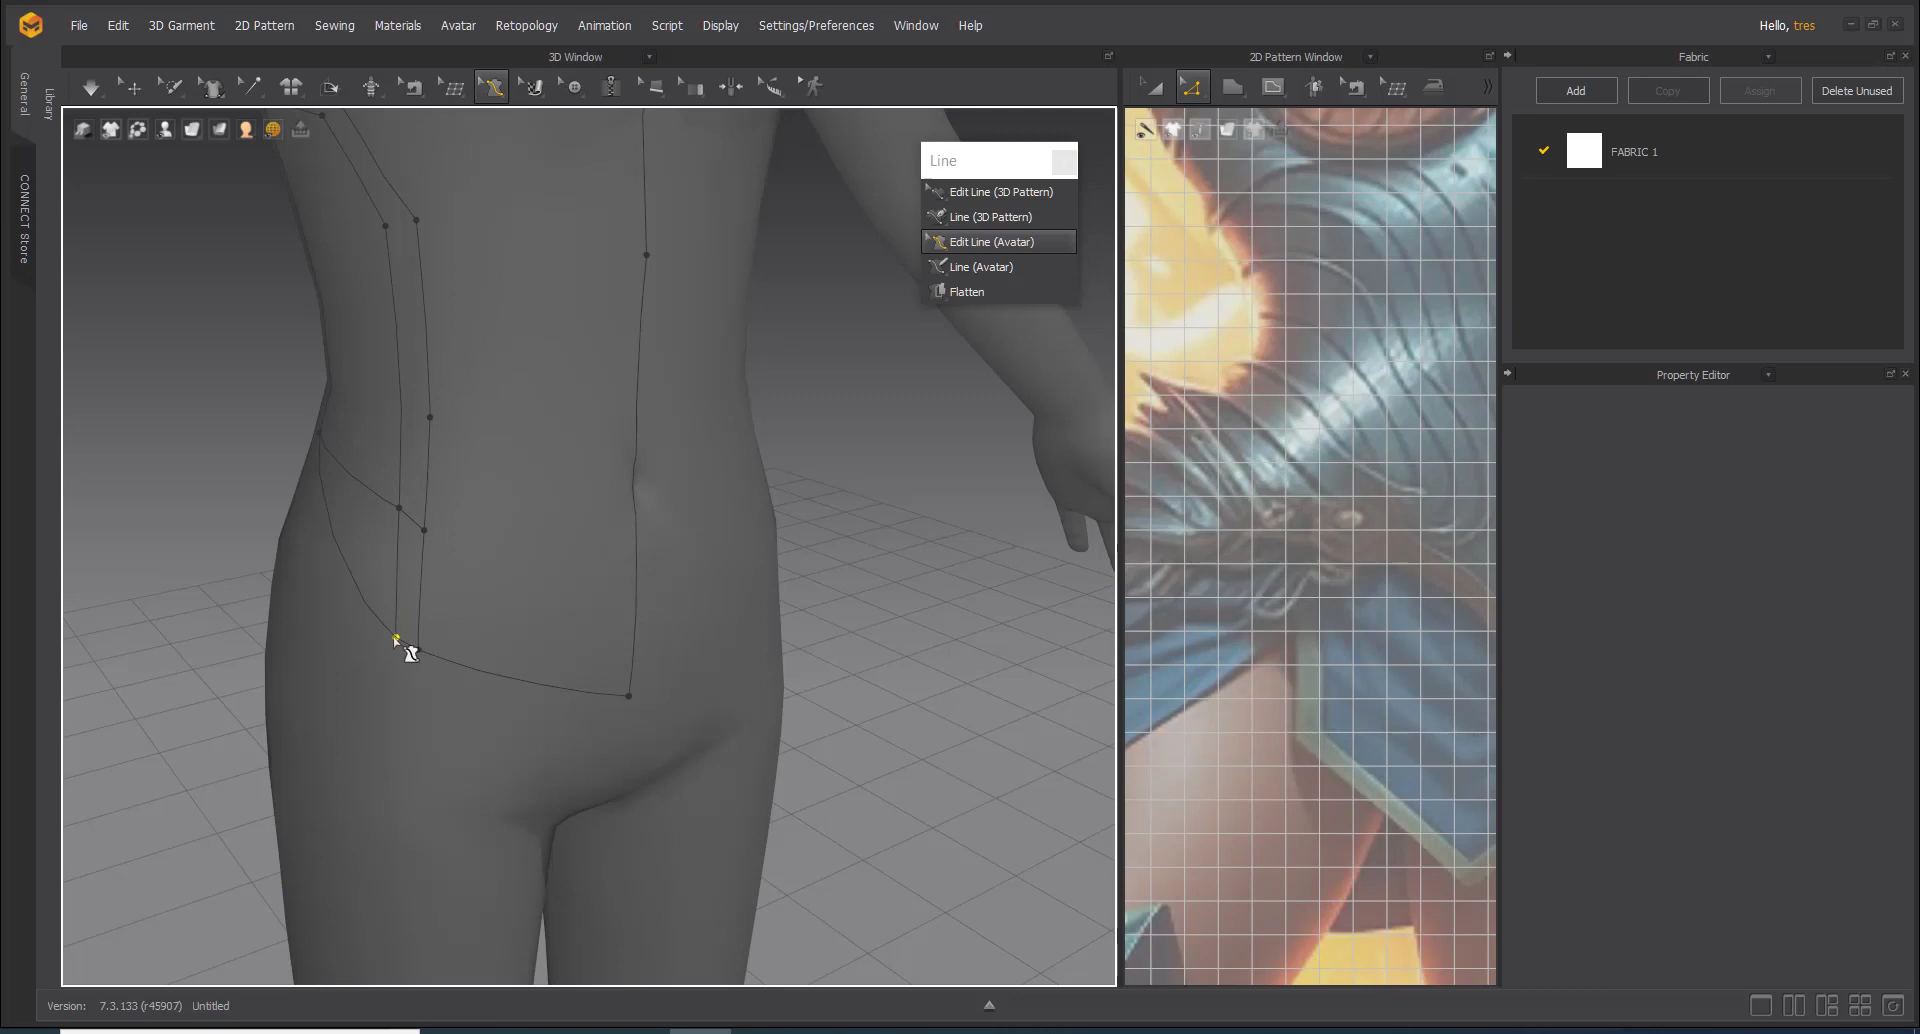 File Edit 3D Garment 2D Pattern Sewing Materials Avatar Retopology Animation Script Display Settings/Preferences Window Help
Hello, tres
3D Window
2D Pattern Window
Fabric
General
Library
CONNECT Store
Add
Copy
Assign
Delete Unused
FABRIC 1
Line
Edit Line (3D Pattern)
Line (3D Pattern)
Edit Line (Avatar)
Line (Avatar)
Flatten
Property Editor
Version: 7.3.133 (r45907) Untitled